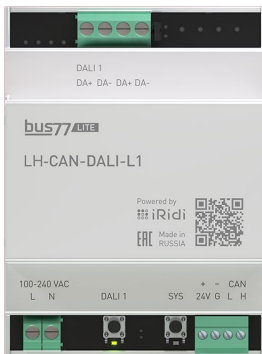 DALI 1
DA+ DA- DA+ DA-
bus77 LITE
LH-CAN-DALI-L1
Powered by
iRidi
EAC Made in
RUSSIA
100-240 VAC + - CAN
L N DALI 1 SYS 24V G L H